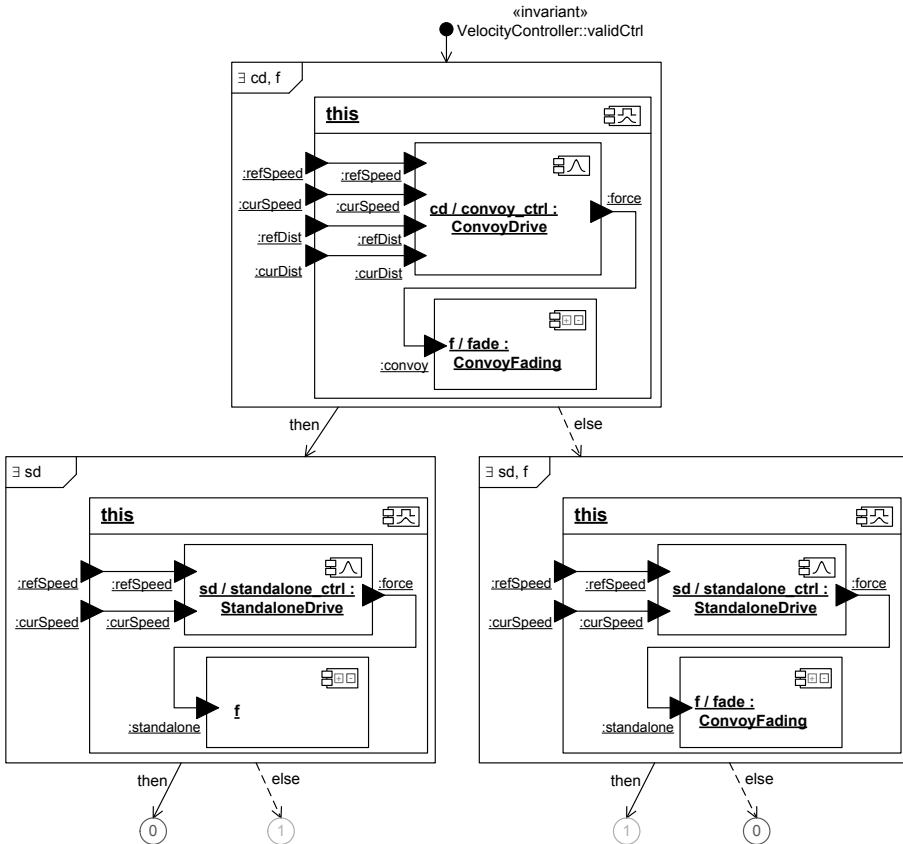 «invariant»
VelocityController::validCtrl
∃ cd, f
this
:refSpeed
:refSpeed
:curSpeed
:curSpeed
:refDist
:refDist
:curDist
:curDist
cd / convoy_ctrl :
ConvoyDrive
:force
f / fade :
ConvoyFading
:convoy
then
else
∃ sd
this
:refSpeed
:refSpeed
:curSpeed
:curSpeed
sd / standalone_ctrl :
StandaloneDrive
:force
f
:standalone
then
else
0
1
∃ sd, f
this
:refSpeed
:refSpeed
:curSpeed
:curSpeed
sd / standalone_ctrl :
StandaloneDrive
:force
f / fade :
ConvoyFading
:standalone
then
else
1
0